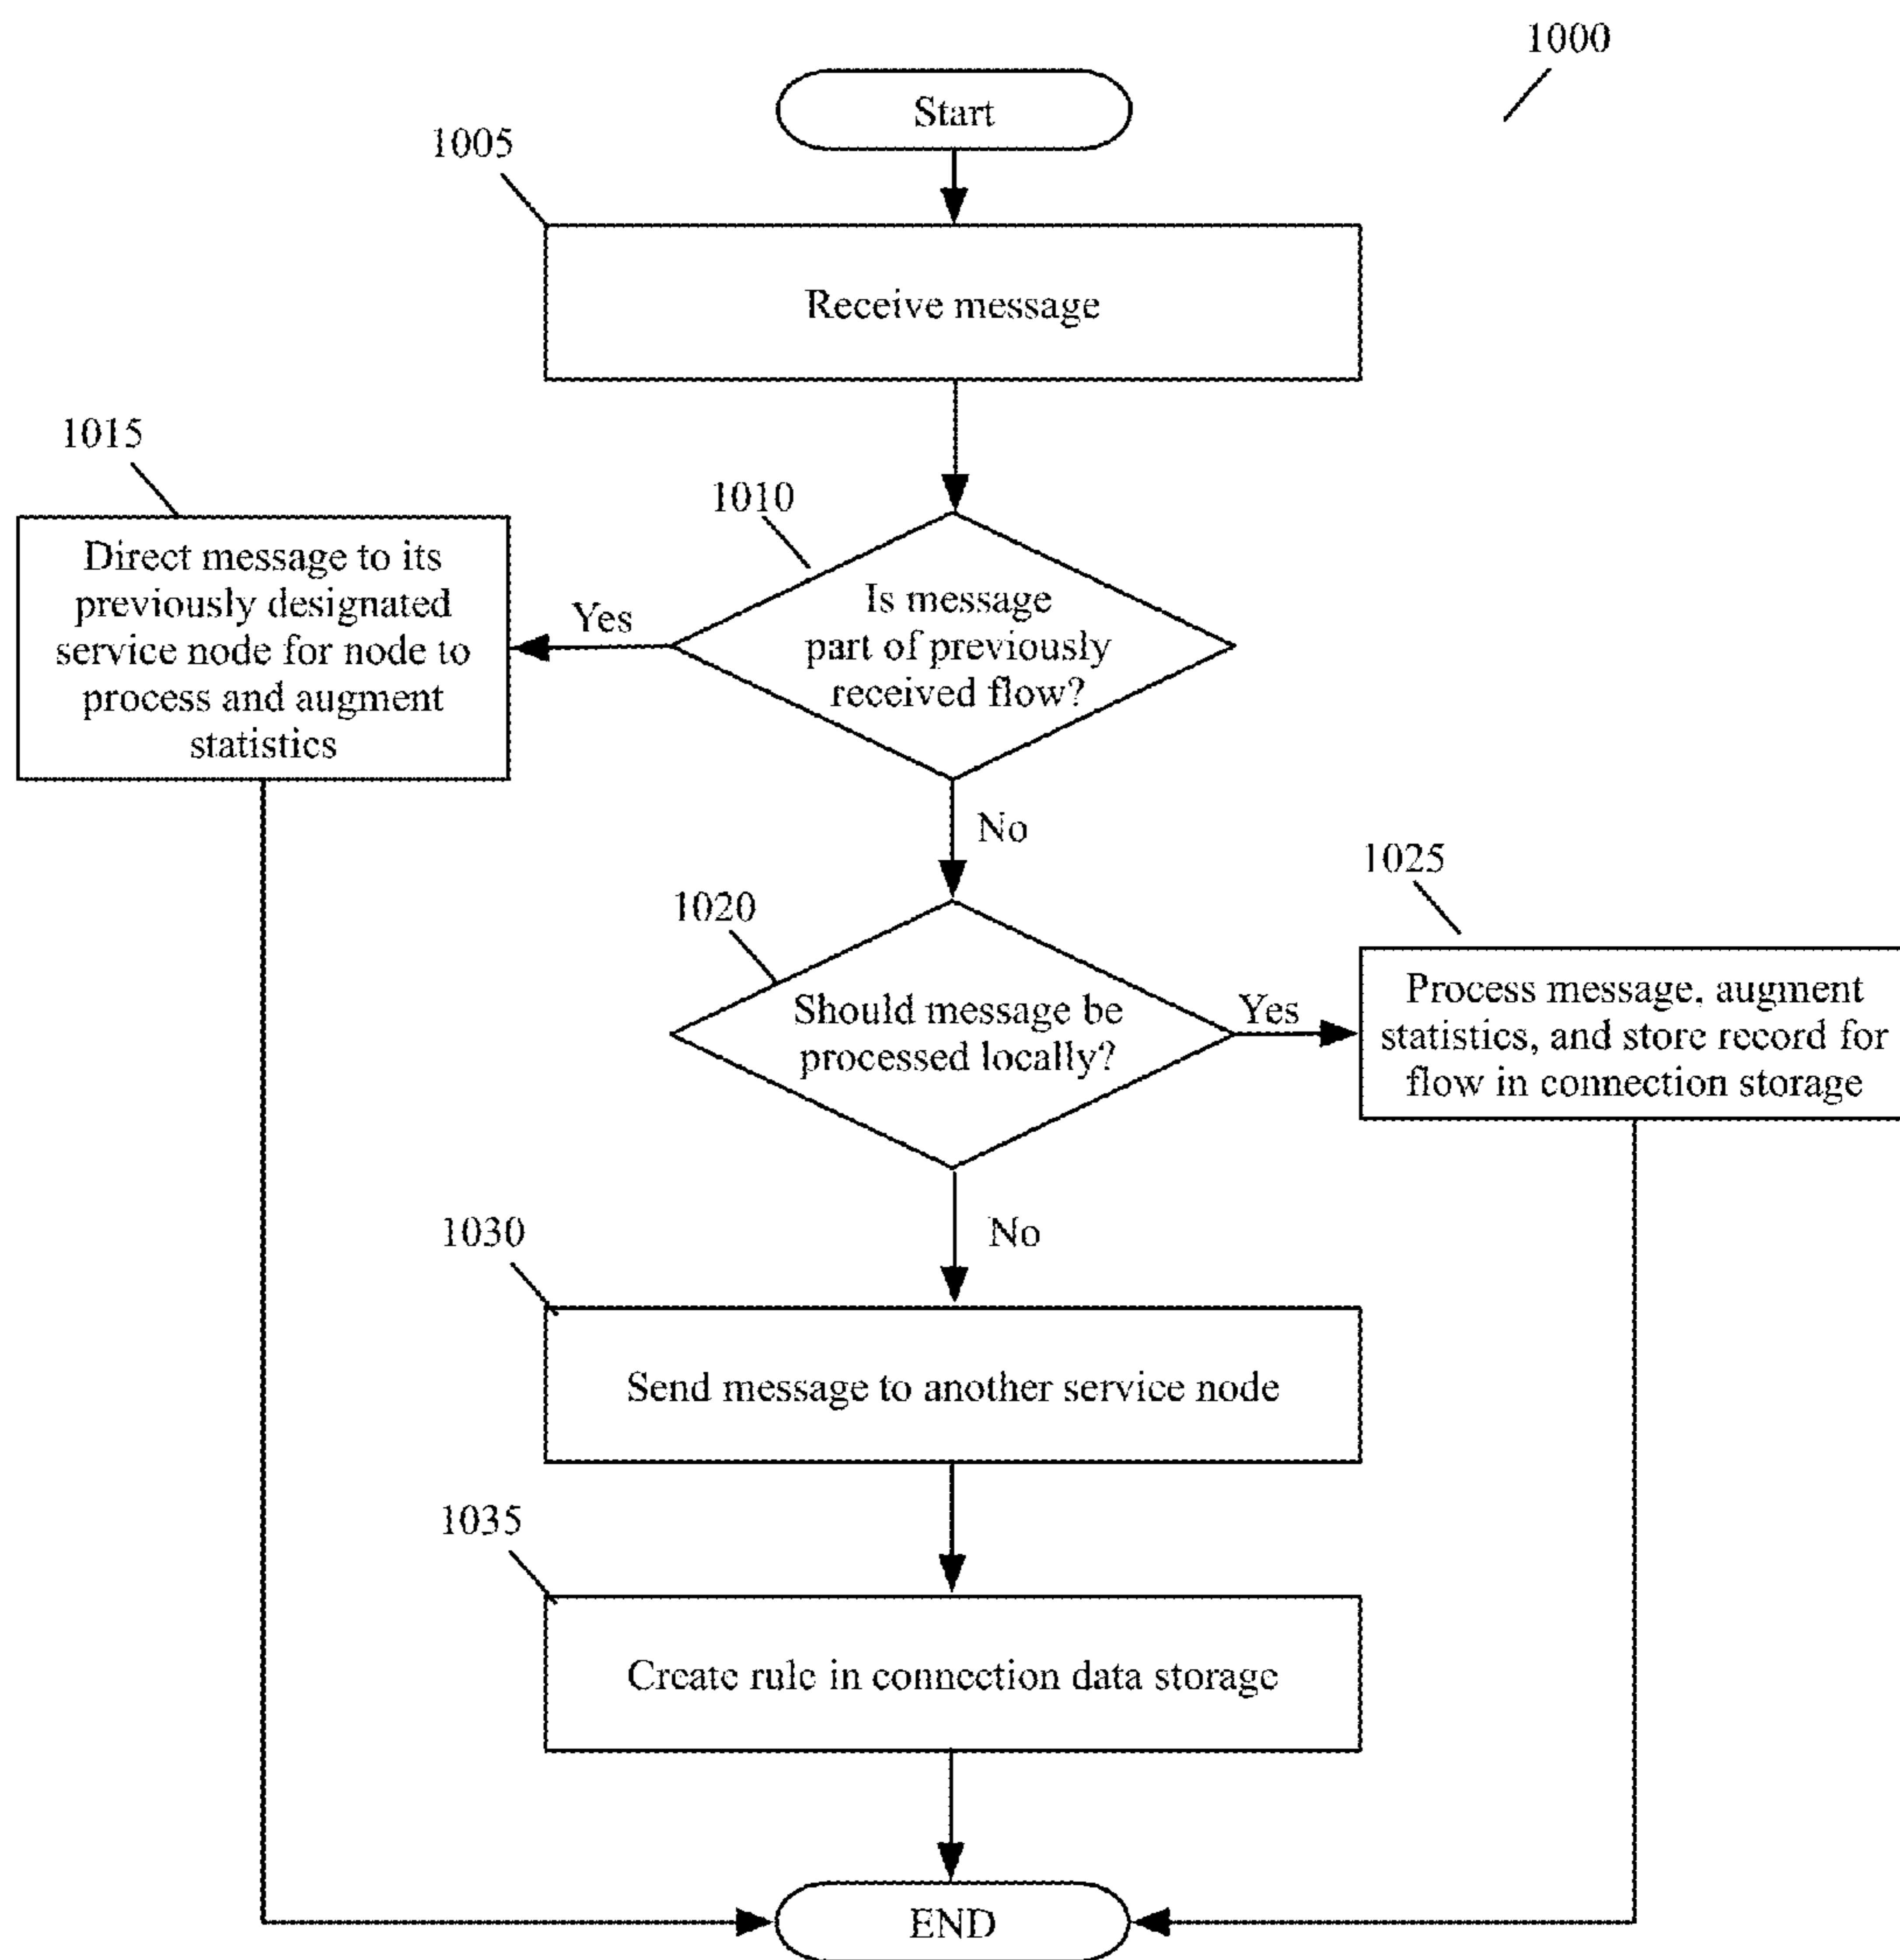 1000
Start
1005
Receive message
1015
1010
Direct message to its
previously designated
service node for node to
process and augment
statistics
Yes
Is message
part of previously
received flow?
No
1025
1020
Should message be
processed locally?
Yes
Process message, augment
statistics, and store record for
flow in connection storage
No
1030
Send message to another service node
1035
Create rule in connection data storage
END